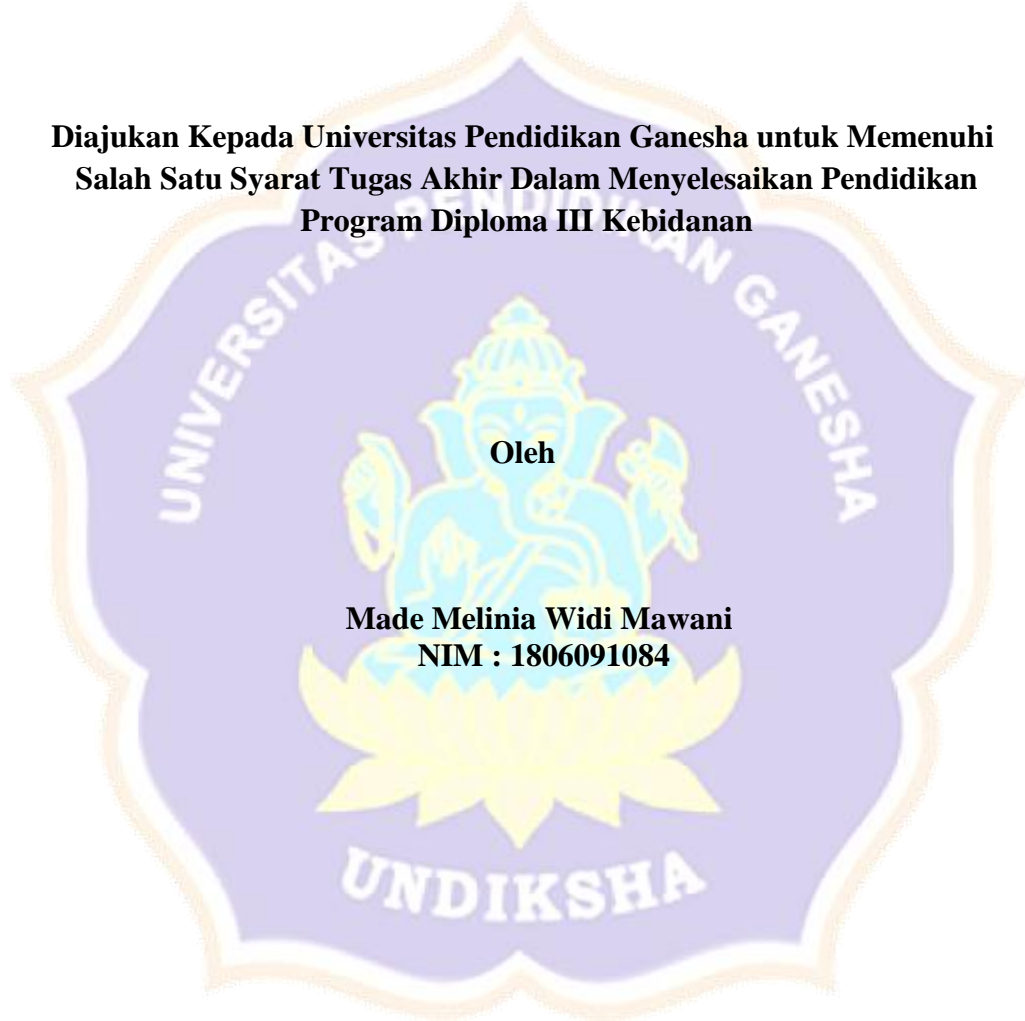 Diajukan Kepada Universitas Pendidikan Ganesha untuk Memenuhi
Salah Satu Syarat Tugas Akhir Dalam Menyelesaikan Pendidikan
Program Diploma III Kebidanan
UNIVERSITAS PENDIDIKAN GANESHA
Oleh
Made Melinia Widi Mawani
NIM : 1806091084
UNDIKSHA